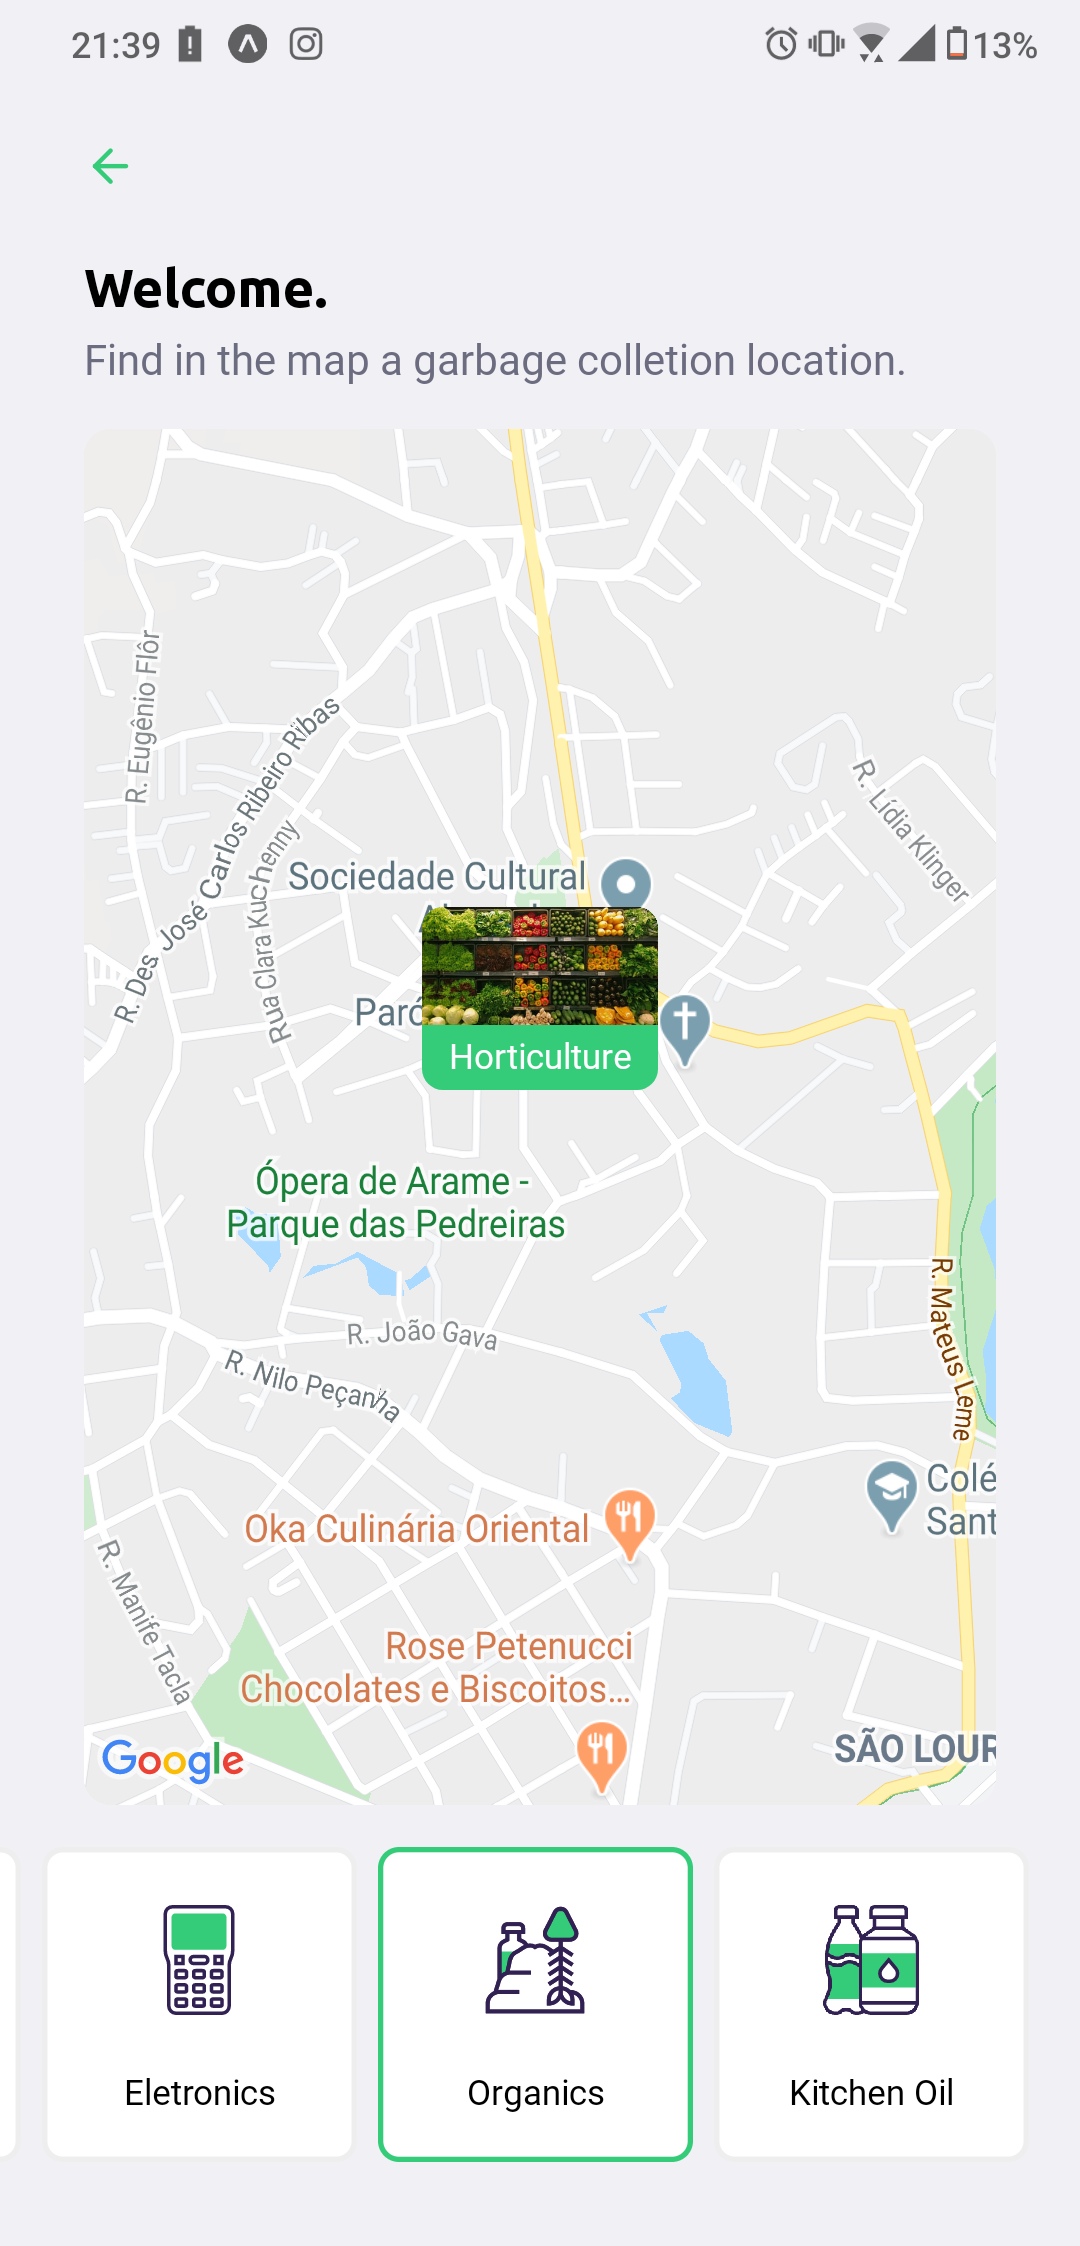 21:39
13%
Welcome.
Find in the map a garbage colletion location.
R. Eugênio Flôr
R. Des. José Carlos Ribeiro Ribas
Rua Clara Kuchenny
R. Lídia Klinger
Sociedade Cultural
Paró
Horticulture
Ópera de Arame -
Parque das Pedreiras
R. João Gava
R. Nilo Peçanha
R. Mateus Leme
Colé
Sant
Oka Culinária Oriental
R. Manife Tacla
Rose Petenucci
Chocolates e Biscoitos...
SÃO LOUR
Google
Eletronics
Organics
Kitchen Oil